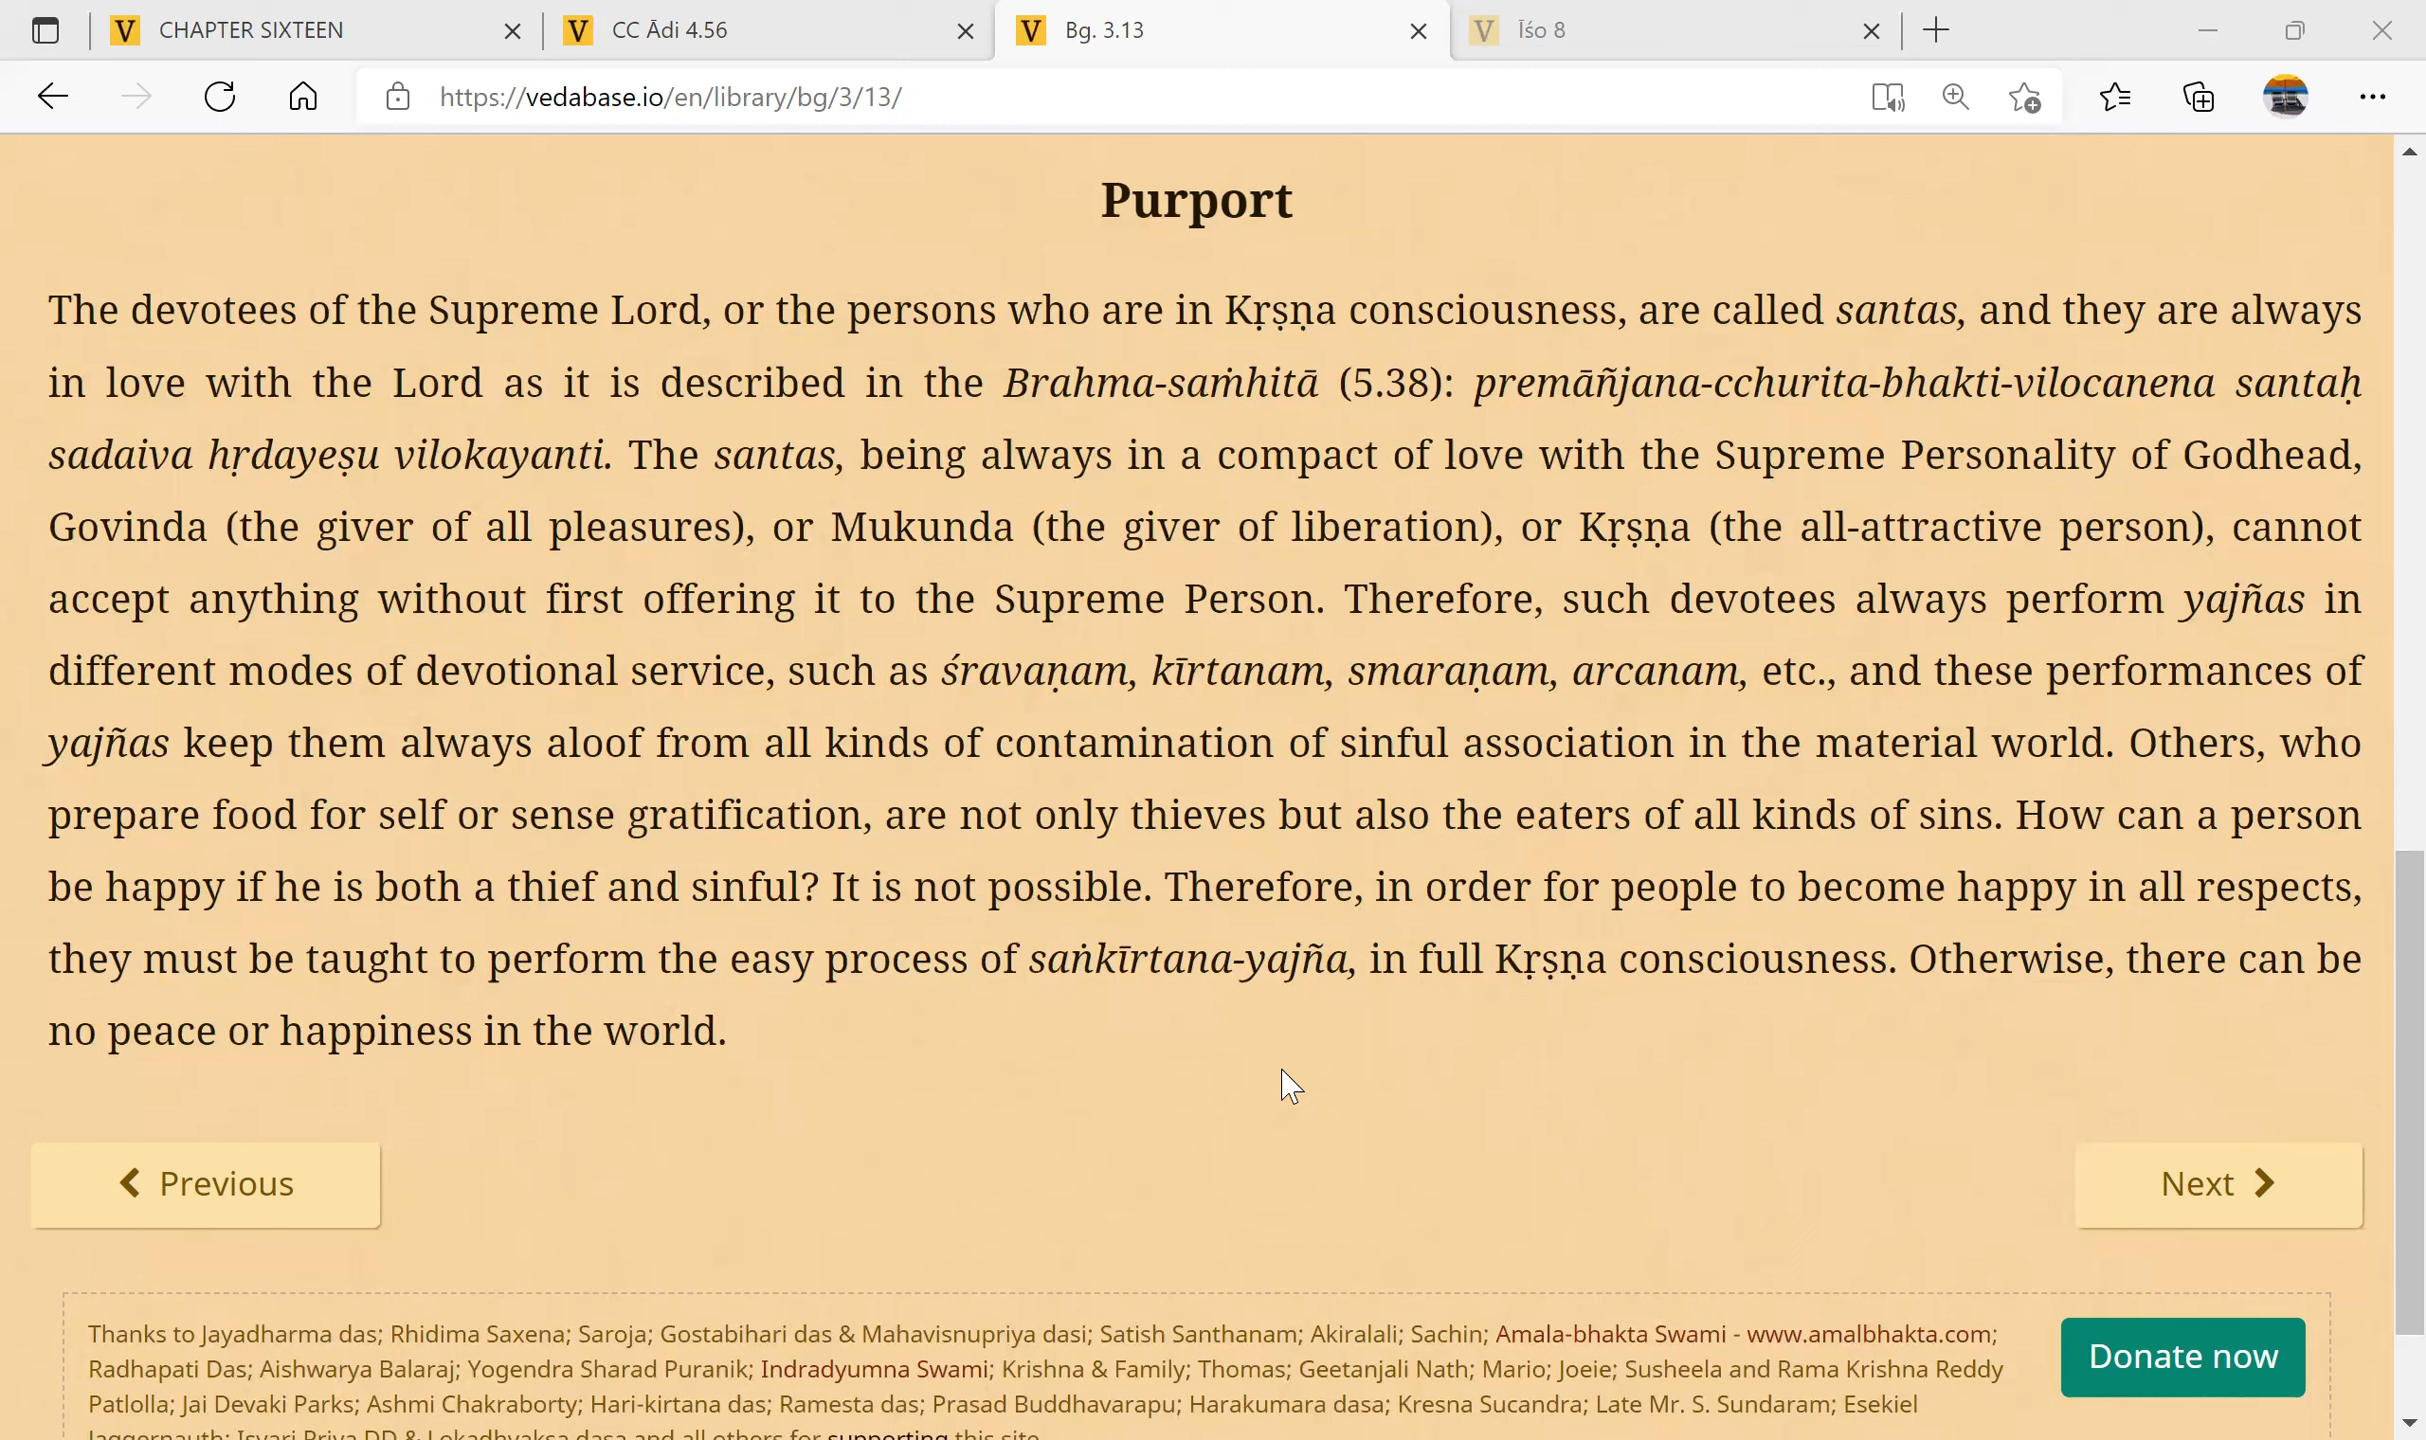 CHAPTER SIXTEEN
CC Ādi 4.56
Bg. 3.13
Īśo 8
https://vedabase.io/en/library/bg/3/13/
Purport
The devotees of the Supreme Lord, or the persons who are in Kṛṣṇa consciousness, are called santas, and they are always
in love with the Lord as it is described in the Brahma-saṁhitā (5.38): premāñjana-cchurita-bhakti-vilocanena santaḥ
sadaiva hṛdayeṣu vilokayanti. The santas, being always in a compact of love with the Supreme Personality of Godhead,
Govinda (the giver of all pleasures), or Mukunda (the giver of liberation), or Kṛṣṇa (the all-attractive person), cannot
accept anything without first offering it to the Supreme Person. Therefore, such devotees always perform yajñas in
different modes of devotional service, such as śravaṇam, kīrtanam, smaraṇam, arcanam, etc., and these performances of
yajñas keep them always aloof from all kinds of contamination of sinful association in the material world. Others, who
prepare food for self or sense gratification, are not only thieves but also the eaters of all kinds of sins. How can a person
be happy if he is both a thief and sinful? It is not possible. Therefore, in order for people to become happy in all respects,
they must be taught to perform the easy process of saṅkīrtana-yajña, in full Kṛṣṇa consciousness. Otherwise, there can be
no peace or happiness in the world.
Previous
Next
Thanks to Jayadharma das; Rhidima Saxena; Saroja; Gostabihari das & Mahavisnupriya dasi; Satish Santhanam; Akiralali; Sachin; Amala-bhakta Swami - www.amalbhakta.com;
Radhapati Das; Aishwarya Balaraj; Yogendra Sharad Puranik; Indradyumna Swami; Krishna & Family; Thomas; Geetanjali Nath; Mario; Joeie; Susheela and Rama Krishna Reddy
Patlolla; Jai Devaki Parks; Ashmi Chakraborty; Hari-kirtana das; Ramesta das; Prasad Buddhavarapu; Harakumara dasa; Kresna Sucandra; Late Mr. S. Sundaram; Esekiel
Jaggernauth; Isvari Priya DD & Lokadhyaksa dasa and all others for supporting this site.
Donate now